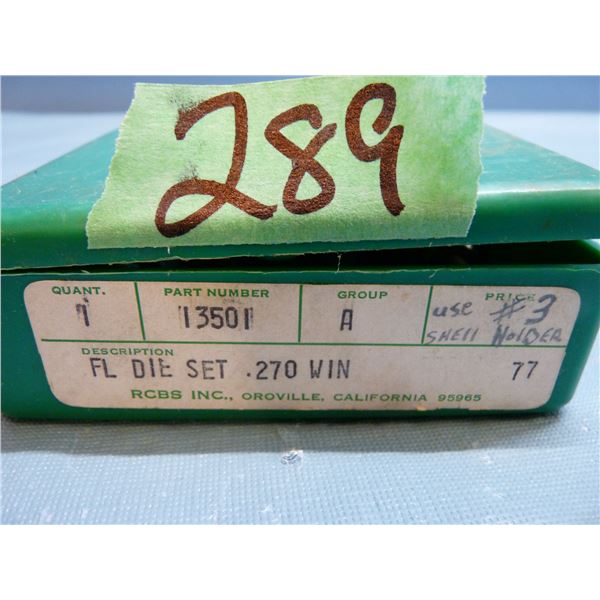 289
QUANT. PART NUMBER GROUP PRICE
1 13501 A use #3
SHELL HOLDER
DESCRIPTION
FL DIE SET .270 WIN 77
RCBS INC., OROVILLE, CALIFORNIA 95965